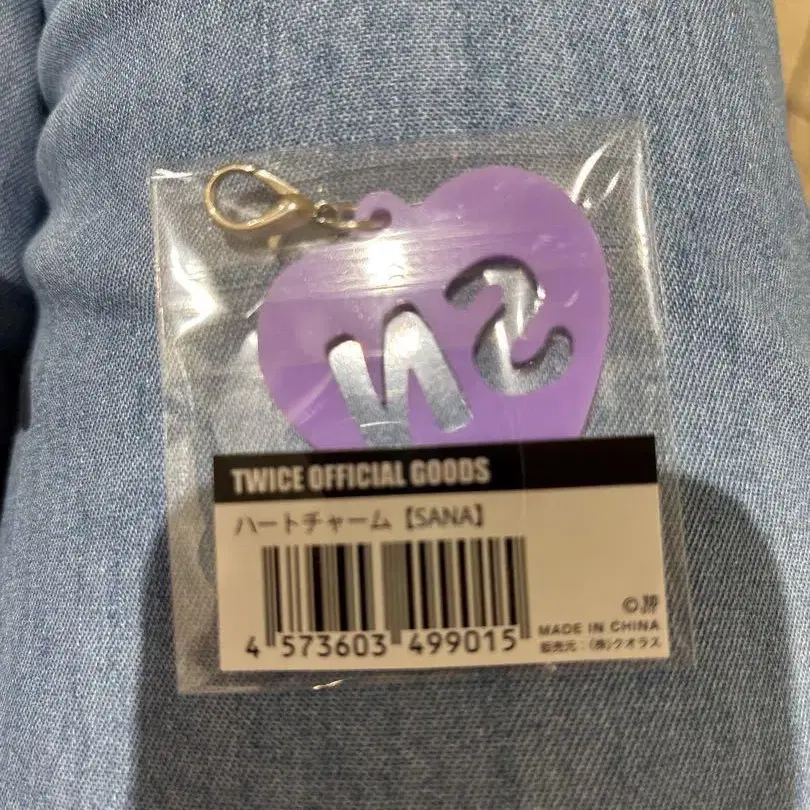 SN
TWICE OFFICIAL GOODS
ハートチャーム【SANA】
4 573603 499015
©JYP
MADE IN CHINA
販売元：(株)クオラス